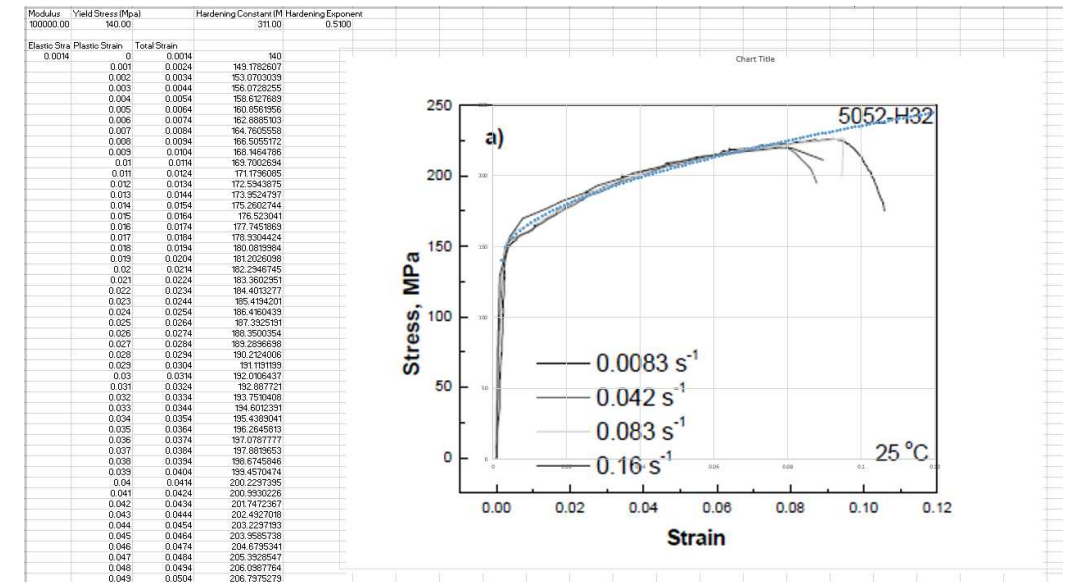 Modulus Yield Stress (Mpa) Hardening Constant (M Hardening Exponent
100000.00 140.00 311.00 0.5100
Elastic Stra Plastic Strain Total Strain
0.0014 0 0.0014 140
0.001 0.0024 149.1782607
0.002 0.0034 153.0703039
0.003 0.0044 156.0728255
0.004 0.0054 158.6127689
0.005 0.0064 160.8561956
0.006 0.0074 162.8885103
0.007 0.0084 164.7605558
0.008 0.0094 166.5055172
0.009 0.0104 168.1464786
0.01 0.0114 169.7002694
0.011 0.0124 171.1796085
0.012 0.0134 172.5943875
0.013 0.0144 173.9524797
0.014 0.0154 175.2602744
0.015 0.0164 176.523041
0.016 0.0174 177.7451869
0.017 0.0184 178.9304424
0.018 0.0194 180.0819984
0.019 0.0204 181.2026098
0.02 0.0214 182.2946745
0.021 0.0224 183.3602951
0.022 0.0234 184.4013277
0.023 0.0244 185.4194201
0.024 0.0254 186.4160439
0.025 0.0264 187.3925191
0.026 0.0274 188.3500354
0.027 0.0284 189.2896698
0.028 0.0294 190.2124006
0.029 0.0304 191.1191199
0.03 0.0314 192.0106437
0.031 0.0324 192.887721
0.032 0.0334 193.7510408
0.033 0.0344 194.6012391
0.034 0.0354 195.4389041
0.035 0.0364 196.2645813
0.036 0.0374 197.0787777
0.037 0.0384 197.8819653
0.038 0.0394 198.6745846
0.039 0.0404 199.4570474
0.04 0.0414 200.2297395
0.041 0.0424 200.9930226
0.042 0.0434 201.7472367
0.043 0.0444 202.4927018
0.044 0.0454 203.2297193
0.045 0.0464 203.9585738
0.046 0.0474 204.6795341
0.047 0.0484 205.3928547
0.048 0.0494 206.0987764
0.049 0.0504 206.7975279
Chart Title
250
5052-H32
a)
200
150
100
50
0
Stress, MPa
0.0083 s⁻¹
0.042 s⁻¹
0.083 s⁻¹
0.16 s⁻¹
25 °C
0.00 0.02 0.04 0.06 0.08 0.10 0.12
Strain